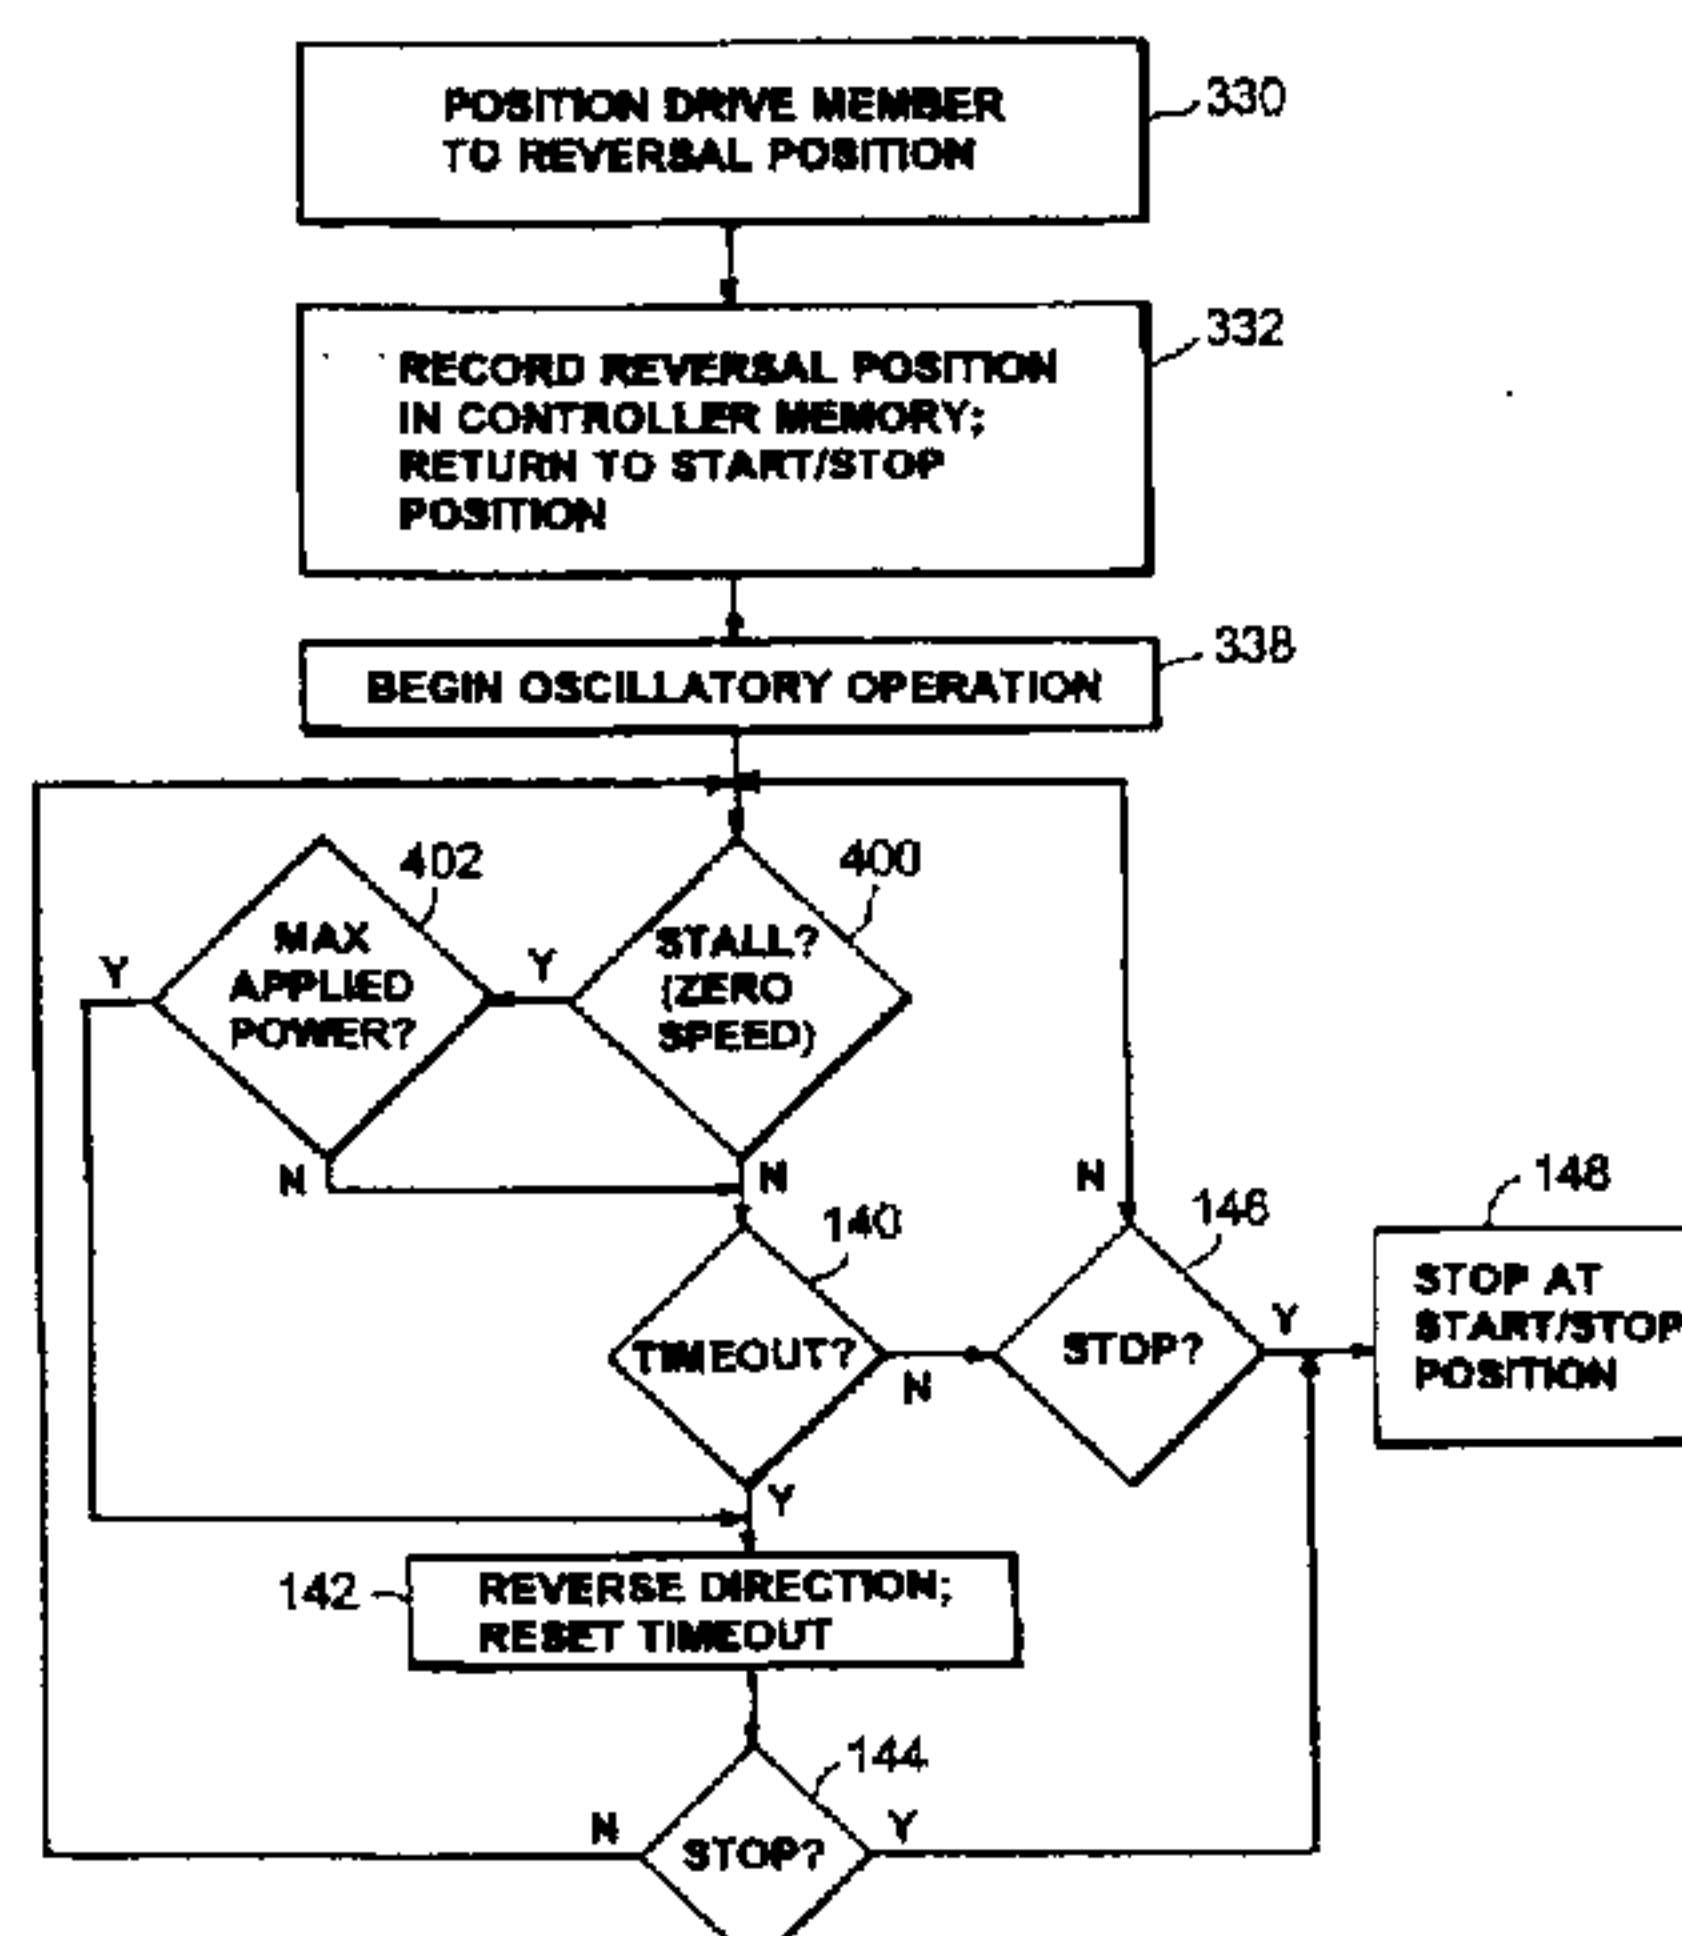 POSITION DRIVE MEMBER
TO REVERSAL POSITION
330
RECORD REVERSAL POSITION
IN CONTROLLER MEMORY;
RETURN TO START/STOP
POSITION
332
BEGIN OSCILLATORY OPERATION
338
402
MAX
APPLIED
POWER?
Y
N
400
STALL?
(ZERO
SPEED)
Y
N
140
TIMEOUT?
N
Y
146
STOP?
N
Y
148
STOP AT
START/STOP
POSITION
142
REVERSE DIRECTION;
RESET TIMEOUT
144
STOP?
N
Y